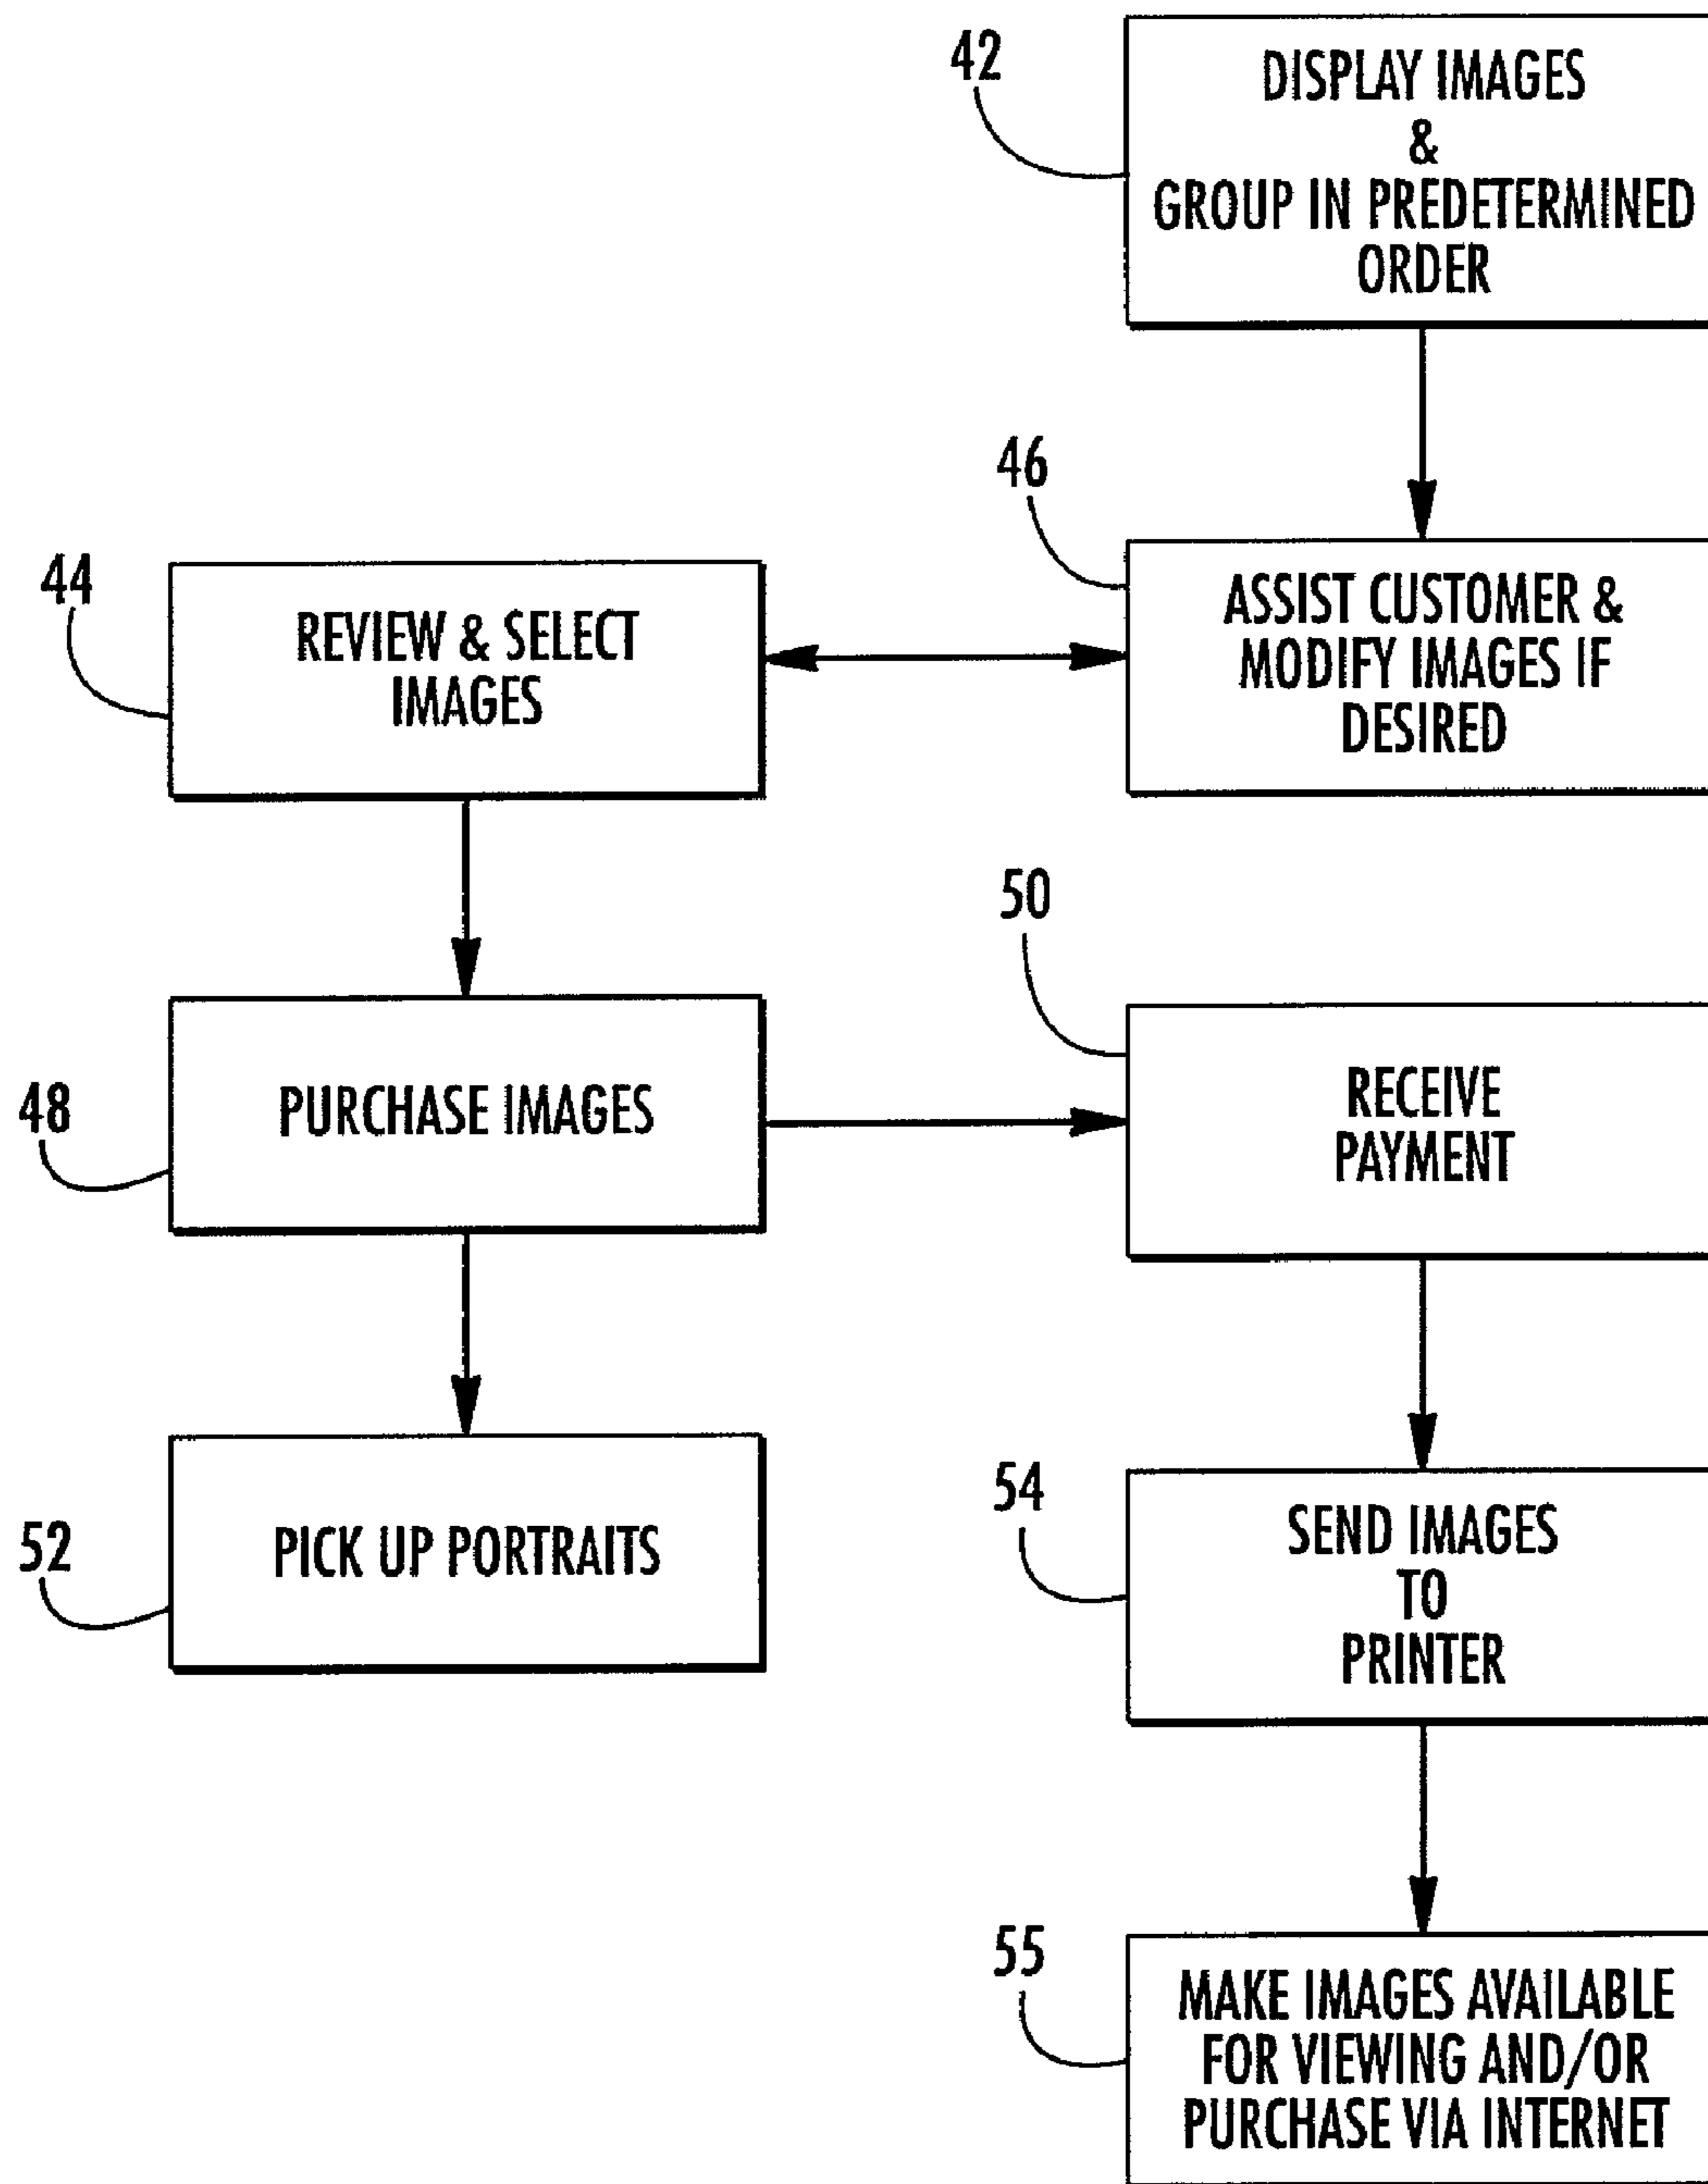 42
DISPLAY IMAGES
&
GROUP IN PREDETERMINED
ORDER
46
ASSIST CUSTOMER &
MODIFY IMAGES IF
DESIRED
44
REVIEW & SELECT
IMAGES
50
RECEIVE
PAYMENT
48
PURCHASE IMAGES
52
PICK UP PORTRAITS
54
SEND IMAGES
TO
PRINTER
55
MAKE IMAGES AVAILABLE
FOR VIEWING AND/OR
PURCHASE VIA INTERNET